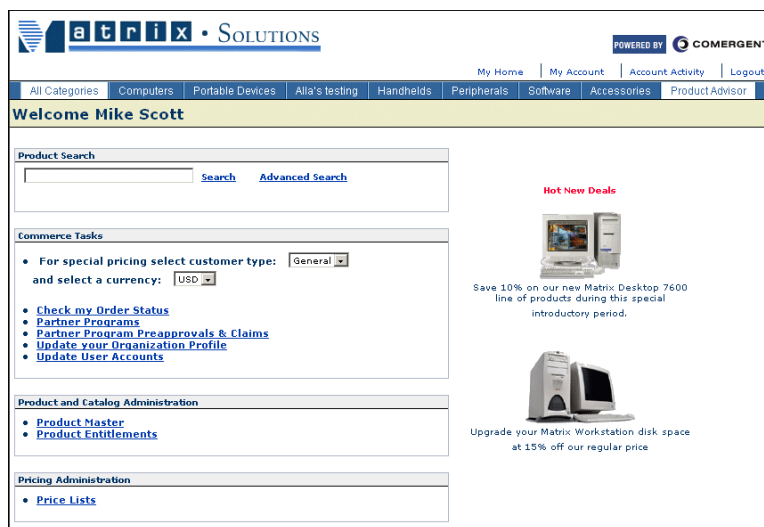 Matrix • SOLUTIONS
POWERED BY COMERGENT
My Home | My Account | Account Activity | Logout
All Categories Computers Portable Devices Alla's testing Handhelds Peripherals Software Accessories Product Advisor
Welcome Mike Scott
Product Search
Search Advanced Search
Hot New Deals
Commerce Tasks
• For special pricing select customer type: General
and select a currency: USD
Save 10% on our new Matrix Desktop 7600
line of products during this special
introductory period.
• Check my Order Status
• Partner Programs
• Partner Program Preapprovals & Claims
• Update your Organization Profile
• Update User Accounts
Product and Catalog Administration
• Product Master
• Product Entitlements
Upgrade your Matrix Workstation disk space
at 15% off our regular price
Pricing Administration
• Price Lists